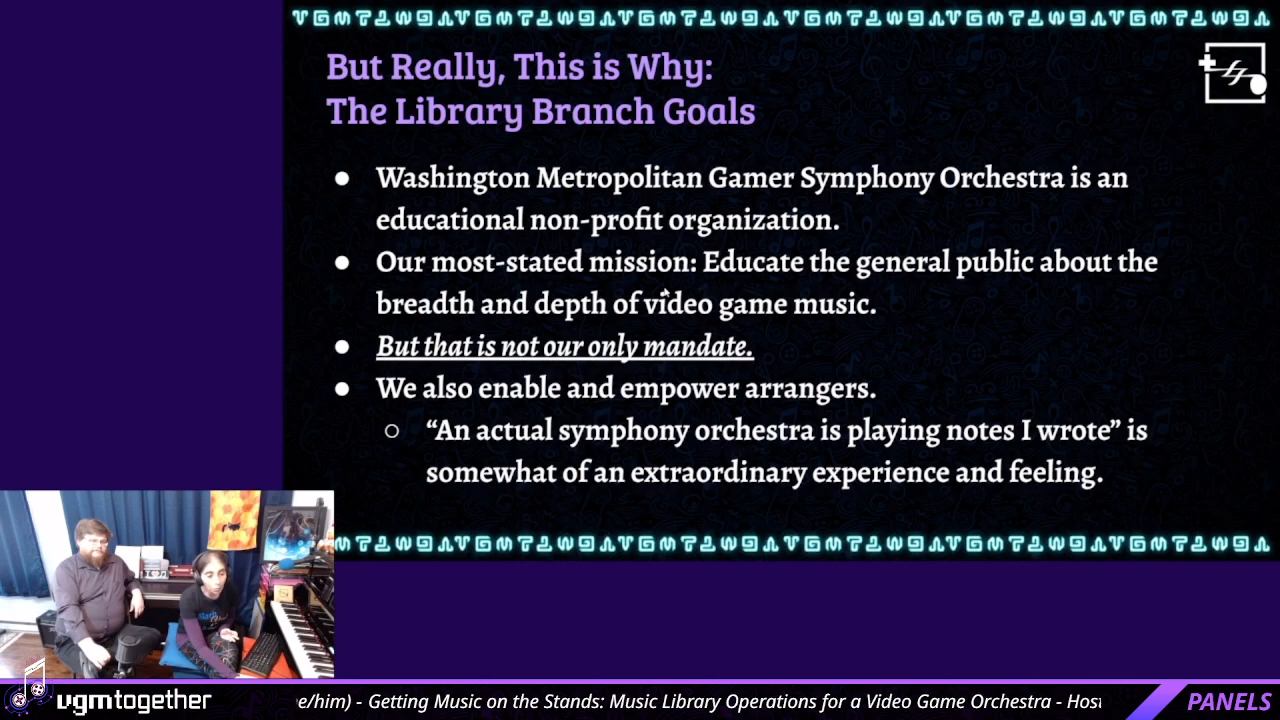 But Really, This is Why:
The Library Branch Goals
● Washington Metropolitan Gamer Symphony Orchestra is an
educational non-profit organization.
● Our most-stated mission: Educate the general public about the
breadth and depth of video game music.
● But that is not our only mandate.
● We also enable and empower arrangers.
○ “An actual symphony orchestra is playing notes I wrote” is
somewhat of an extraordinary experience and feeling.
vgmtogether
e/him) - Getting Music on the Stands: Music Library Operations for a Video Game Orchestra - Host
PANELS